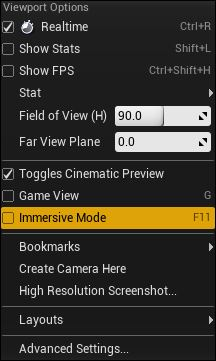 Viewport Options
Realtime Ctrl+R
Show Stats Shift+L
Show FPS Ctrl+Shift+H
Stat
Field of View (H) 90.0
Far View Plane 0.0
Toggles Cinematic Preview
Game View G
Immersive Mode F11
Bookmarks
Create Camera Here
High Resolution Screenshot...
Layouts
Advanced Settings...